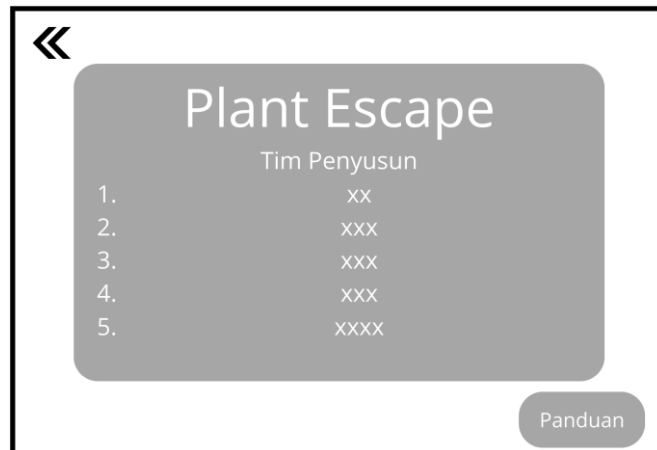 Plant Escape
Tim Penyusun
1. xx
2. xxx
3. xxx
4. xxx
5. xxxx
Panduan